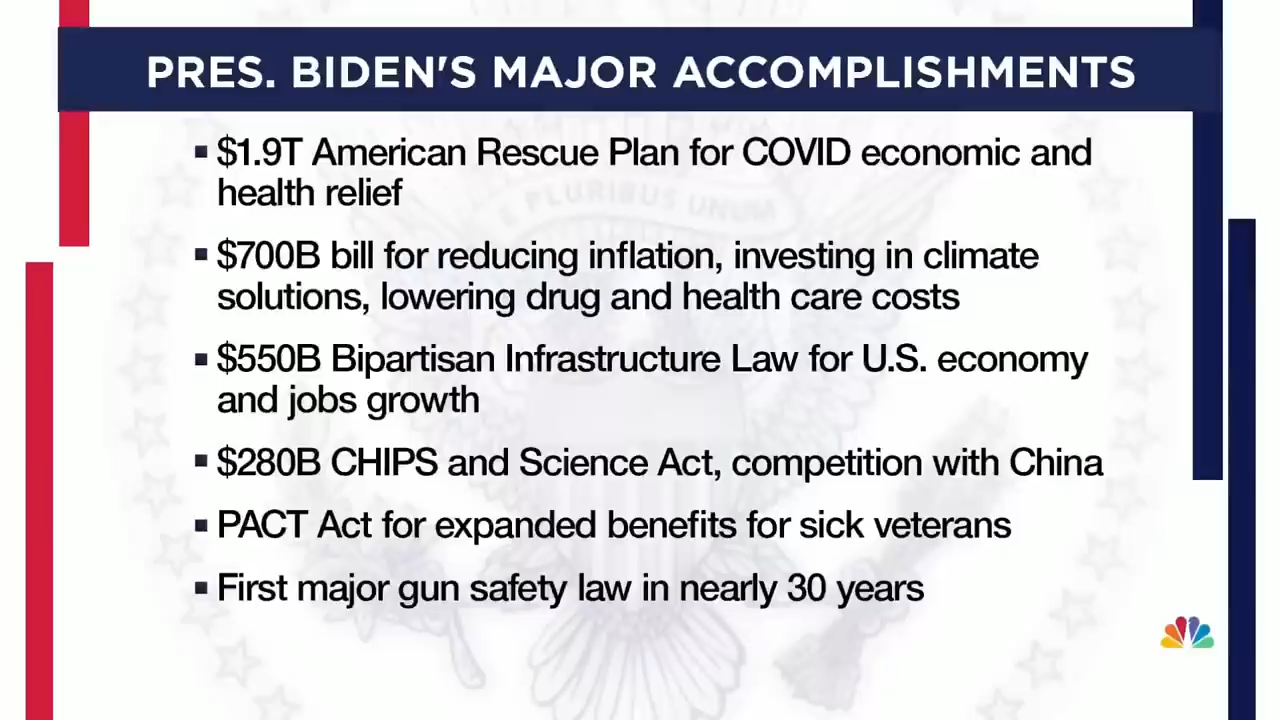 PRES. BIDEN'S MAJOR ACCOMPLISHMENTS
▪ $1.9T American Rescue Plan for COVID economic and
health relief
▪ $700B bill for reducing inflation, investing in climate
solutions, lowering drug and health care costs
▪ $550B Bipartisan Infrastructure Law for U.S. economy
and jobs growth
▪ $280B CHIPS and Science Act, competition with China
▪ PACT Act for expanded benefits for sick veterans
▪ First major gun safety law in nearly 30 years
E PLURIBUS UNUM